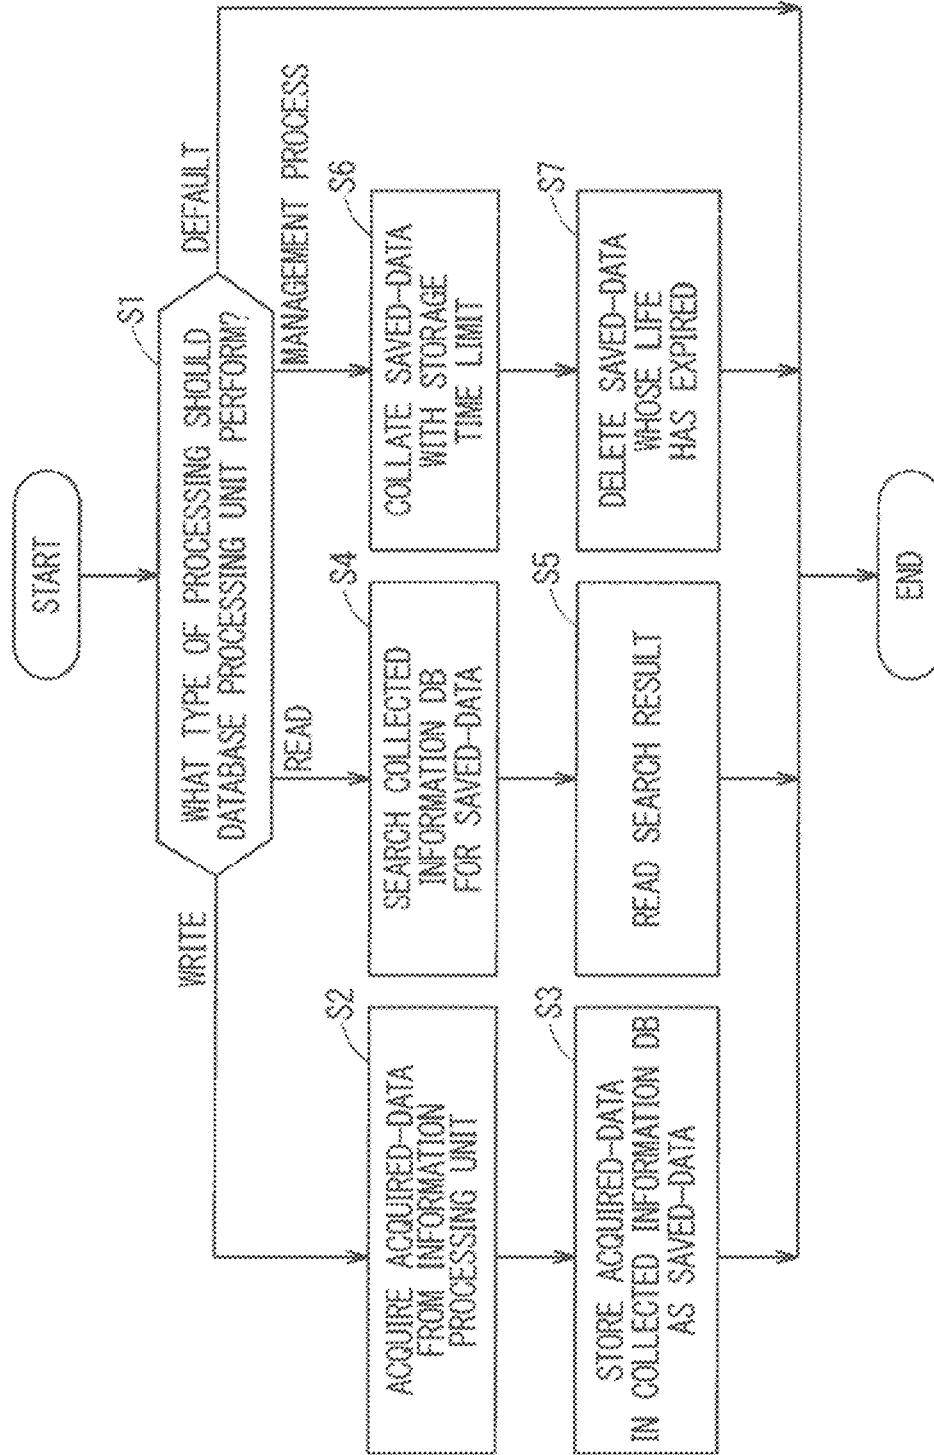 START
S1
WHAT TYPE OF PROCESSING SHOULD
DATABASE PROCESSING UNIT PERFORM?
WRITE
READ
MANAGEMENT PROCESS
DEFAULT
S2
ACQUIRE ACQUIRED-DATA
FROM INFORMATION
PROCESSING UNIT
S4
SEARCH COLLECTED
INFORMATION DB
FOR SAVED-DATA
S6
COLLATE SAVED-DATA
WITH STORAGE
TIME LIMIT
S3
STORE ACQUIRED-DATA
IN COLLECTED INFORMATION DB
AS SAVED-DATA
S5
READ SEARCH RESULT
S7
DELETE SAVED-DATA
WHOSE LIFE
HAS EXPIRED
END